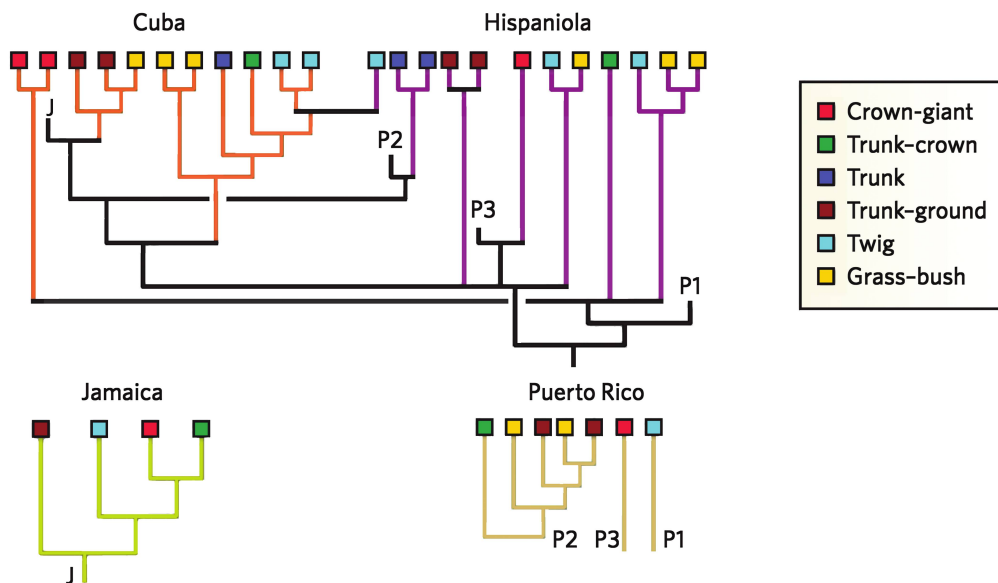 Cuba
Hispaniola
J
P2
P3
P1
Crown-giant
Trunk–crown
Trunk
Trunk–ground
Twig
Grass–bush
Jamaica
J
Puerto Rico
P2
P3
P1